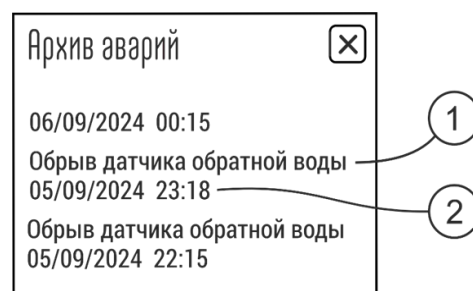 Архив аварий
06/09/2024 00:15
Обрыв датчика обратной воды
05/09/2024 23:18
Обрыв датчика обратной воды
05/09/2024 22:15
1
2